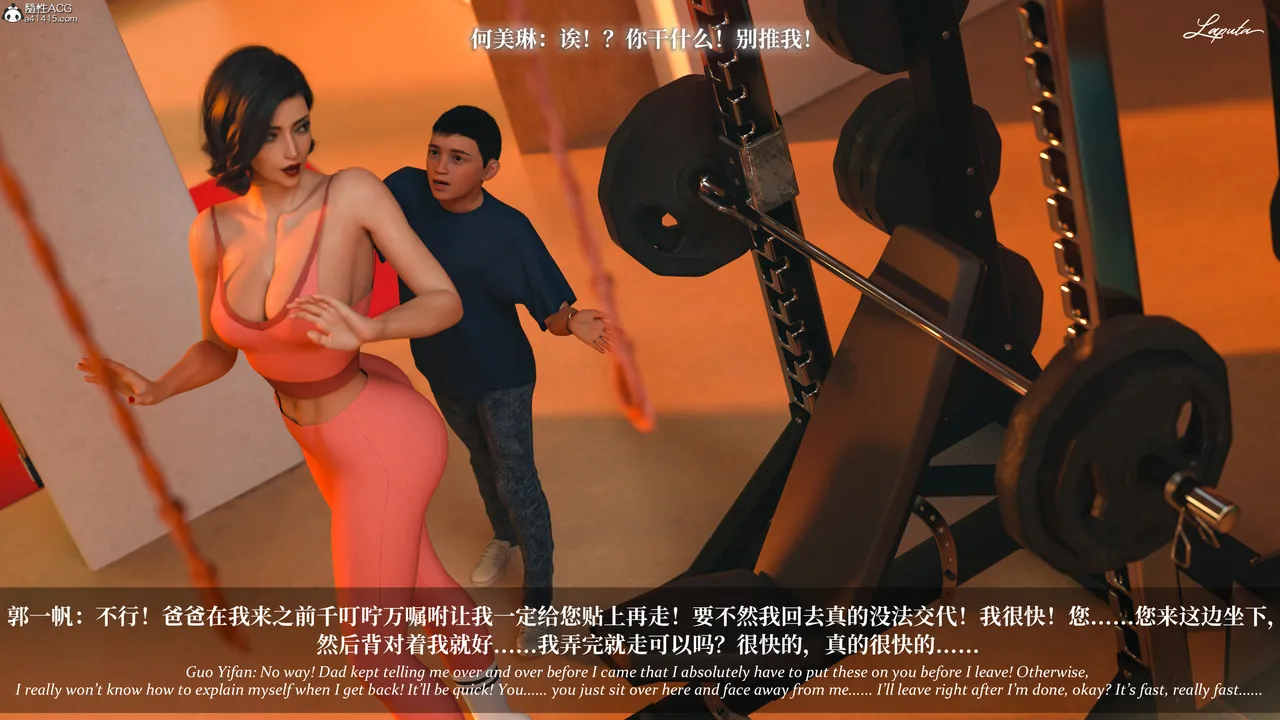 隨性ACG
a41415.com
Laputa
何美琳：诶！？你干什么！别推我！
郭一帆：不行！爸爸在我来之前千叮咛万嘱咐让我一定给您贴上再走！要不然我回去真的没法交代！我很快！您……您来这边坐下，
然后背对着我就好……我弄完就走可以吗？很快的，真的很快的……
Guo Yifan: No way! Dad kept telling me over and over before I came that I absolutely have to put these on you before I leave! Otherwise,
I really won't know how to explain myself when I get back! It'll be quick! You...... you just sit over here and face away from me...... I'll leave right after I'm done, okay? It's fast, really fast......